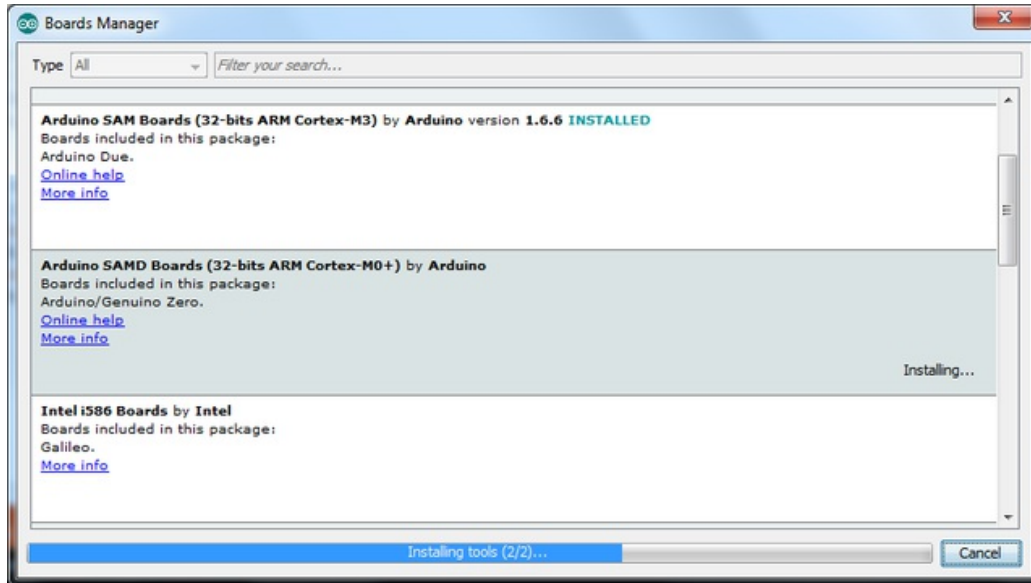 Boards Manager
Type All Filter your search...
Arduino SAM Boards (32-bits ARM Cortex-M3) by Arduino version 1.6.6 INSTALLED
Boards included in this package:
Arduino Due.
Online help
More info
Arduino SAMD Boards (32-bits ARM Cortex-M0+) by Arduino
Boards included in this package:
Arduino/Genuino Zero.
Online help
More info
Installing...
Intel i586 Boards by Intel
Boards included in this package:
Galileo.
More info
Installing tools (2/2)... Cancel